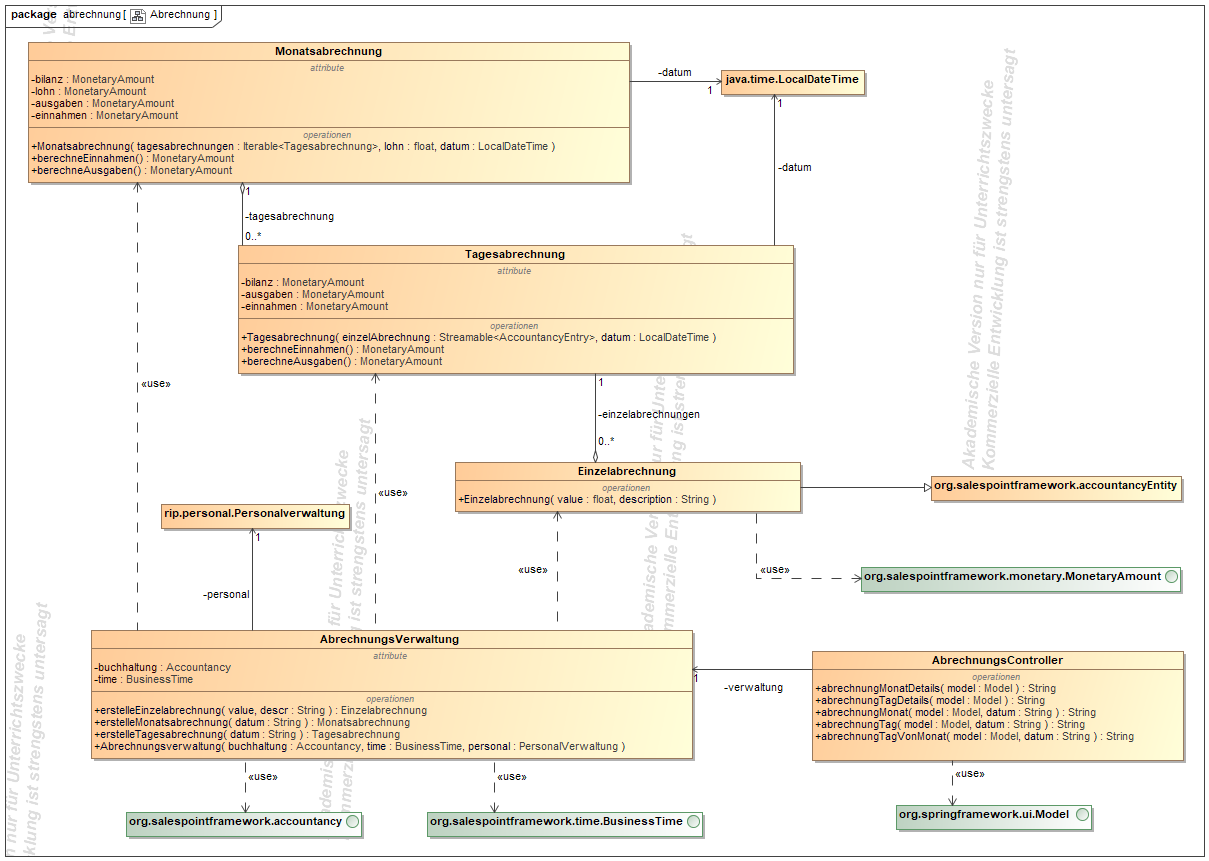 package abrechnung[ Abrechnung ]
Monatsabrechnung
attribute
-bilanz : MonetaryAmount
-lohn : MonetaryAmount
-ausgaben : MonetaryAmount
-einnahmen : MonetaryAmount
operationen
+Monatsabrechnung( tagesabrechnungen : Iterable<Tagesabrechnung>, lohn : float, datum : LocalDateTime )
+berechneEinnahmen() : MonetaryAmount
+berechneAusgaben() : MonetaryAmount
-datum
1
java.time.LocalDateTime
1
-datum
1
-tagesabrechnung
0..*
Tagesabrechnung
attribute
-bilanz : MonetaryAmount
-ausgaben : MonetaryAmount
-einnahmen : MonetaryAmount
operationen
+Tagesabrechnung( einzelAbrechnung : Streamable<AccountancyEntry>, datum : LocalDateTime )
+berechneEinnahmen() : MonetaryAmount
+berechneAusgaben() : MonetaryAmount
«use»
1
-einzelabrechnungen
0..*
Einzelabrechnung
operationen
+Einzelabrechnung( value : float, description : String )
org.salespointframework.accountancyEntity
«use»
rip.personal.Personalverwaltung
1
-personal
«use»
«use»
org.salespointframework.monetary.MonetaryAmount
AbrechnungsVerwaltung
attribute
-buchhaltung : Accountancy
-time : BusinessTime
operationen
+erstelleEinzelabrechnung( value, descr : String ) : Einzelabrechnung
+erstelleMonatsabrechnung( datum : String ) : Monatsabrechnung
+erstelleTagesabrechnung( datum : String ) : Tagesabrechnung
+Abrechnungsverwaltung( buchhaltung : Accountancy, time : BusinessTime, personal : PersonalVerwaltung )
1
-verwaltung
AbrechnungsController
operationen
+abrechnungMonatDetails( model : Model ) : String
+abrechnungTagDetails( model : Model ) : String
+abrechnungMonat( model : Model, datum : String ) : String
+abrechnungTag( model : Model, datum : String ) : String
+abrechnungTagVonMonat( model : Model, datum : String ) : String
«use»
«use»
«use»
org.salespointframework.accountancy
org.salespointframework.time.BusinessTime
org.springframework.ui.Model
Akademische Version nur für Unterrichtszwecke
Kommerzielle Entwicklung ist strengstens untersagt